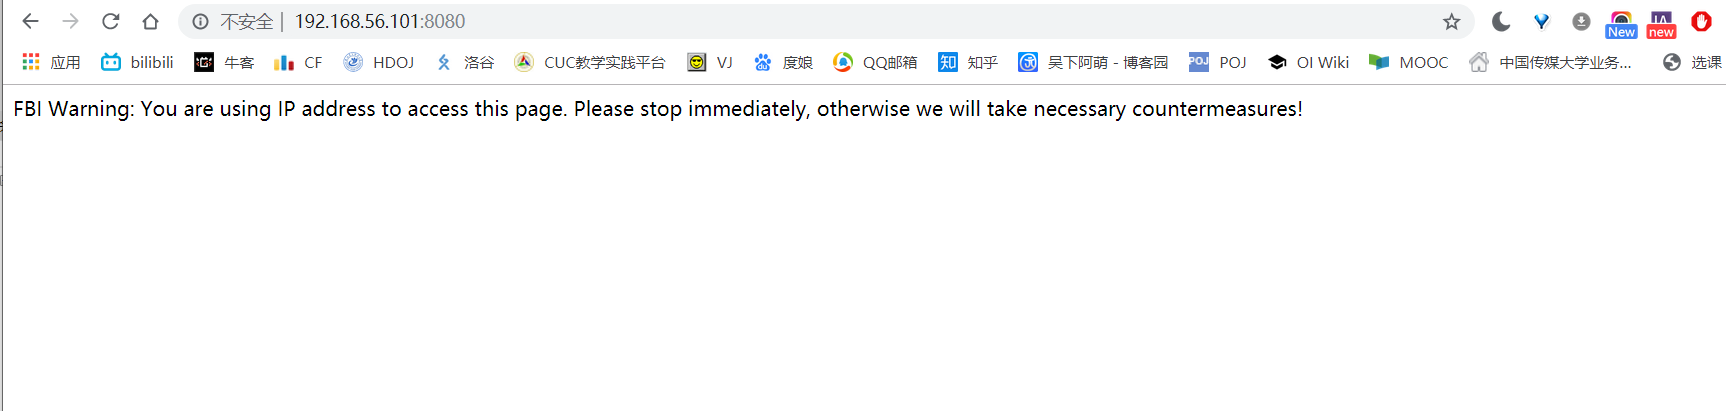 不安全 | 192.168.56.101:8080
New new
应用 bilibili 牛客 CF HDOJ 洛谷 CUC教学实践平台 VJ 度娘 QQ邮箱 知 知乎 吴下阿萌 - 博客园 POJ POJ OI Wiki MOOC 中国传媒大学业务... 选课
FBI Warning: You are using IP address to access this page. Please stop immediately, otherwise we will take necessary countermeasures!